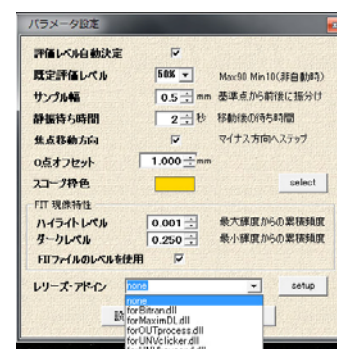 パラメータ設定
評価レベル自動決定
既定評価レベル 50% Max90 Min10(非自動時)
サンプル幅 0.5 mm 基準点から前後に振分け
静振待ち時間 2 秒 移動後の待ち時間
焦点移動方向 マイナス方向へステップ
0点オフセット 1.000 mm
スコープ枠色 select
FIT 現像特性
ハイライトレベル 0.001 最大輝度からの累積頻度
ダークレベル 0.250 最小輝度からの累積頻度
FITファイルのレベルを使用
レリーズ・アドイン none setup
none
forBitran.dll
forMaximDL.dll
forOUTprocess.dll
forUNVclicker.dll